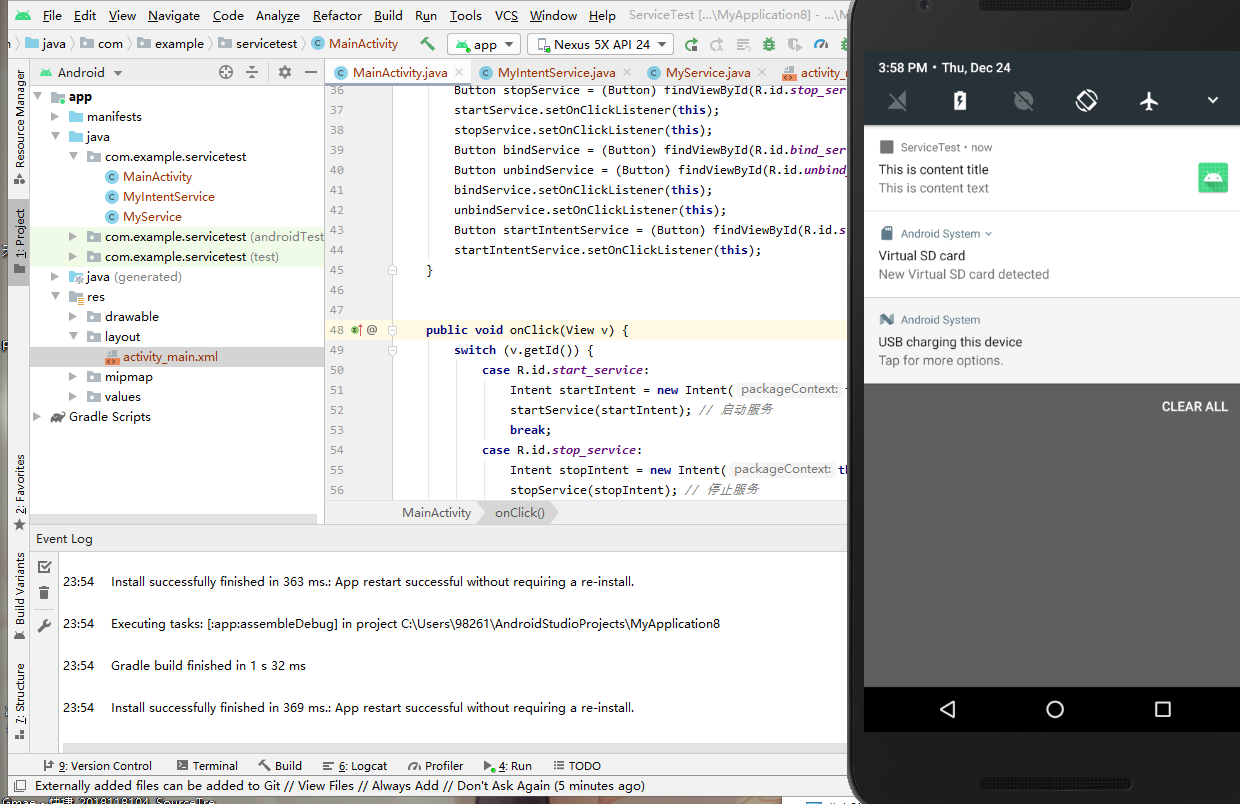 File Edit View Navigate Code Analyze Refactor Build Run Tools VCS Window Help ServiceTest [...\MyApplication8] - ...\M
java com example servicetest MainActivity app Nexus 5X API 24
Android
MainActivity.java MyIntentService.java MyService.java activity_
Resource Manager
1: Project
2: Favorites
Build Variants
7: Structure
app
manifests
java
com.example.servicetest
MainActivity
MyIntentService
MyService
com.example.servicetest (androidTest
com.example.servicetest (test)
java (generated)
res
drawable
layout
activity_main.xml
mipmap
values
Gradle Scripts
36 Button stopService = (Button) findViewById(R.id.stop_ser
37 startService.setOnClickListener(this);
38 stopService.setOnClickListener(this);
39 Button bindService = (Button) findViewById(R.id.bind_ser
40 Button unbindService = (Button) findViewById(R.id.unbind_
41 bindService.setOnClickListener(this);
42 unbindService.setOnClickListener(this);
43 Button startIntentService = (Button) findViewById(R.id.s
44 startIntentService.setOnClickListener(this);
45 }
46
47
48 @ public void onClick(View v) {
49 switch (v.getId()) {
50 case R.id.start_service:
51 Intent startIntent = new Intent( packageContext: t
52 startService(startIntent); // 启动服务
53 break;
54 case R.id.stop_service:
55 Intent stopIntent = new Intent( packageContext: th
56 stopService(stopIntent); // 停止服务
MainActivity onClick()
Event Log
23:54 Install successfully finished in 363 ms.: App restart successful without requiring a re-install.
23:54 Executing tasks: [:app:assembleDebug] in project C:\Users\98261\AndroidStudioProjects\MyApplication8
23:54 Gradle build finished in 1 s 32 ms
23:54 Install successfully finished in 369 ms.: App restart successful without requiring a re-install.
9: Version Control Terminal Build 6: Logcat Profiler 4: Run TODO
Externally added files can be added to Git // View Files // Always Add // Don't Ask Again (5 minutes ago)
3:58 PM • Thu, Dec 24
ServiceTest • now
This is content title
This is content text
Android System
Virtual SD card
New Virtual SD card detected
Android System
USB charging this device
Tap for more options.
CLEAR ALL